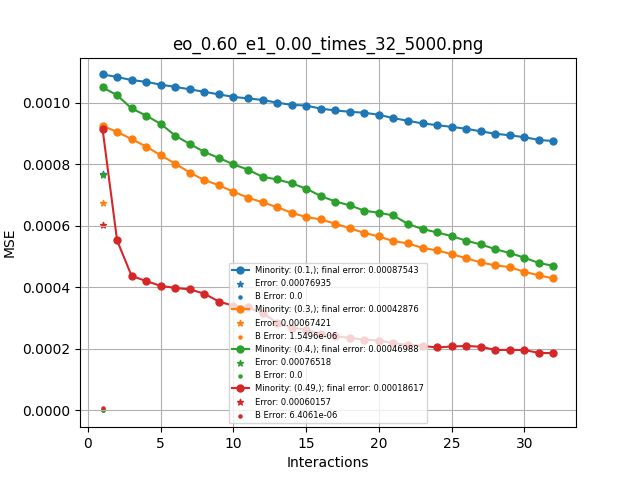 eo_0.60_e1_0.00_times_32_5000.png
MSE
0.0010
0.0008
0.0006
0.0004
0.0002
0.0000
Minority: (0.1,); final error: 0.00087543
Error: 0.00076935
B Error: 0.0
Minority: (0.3,); final error: 0.00042876
Error: 0.00067421
B Error: 1.5496e-06
Minority: (0.4,); final error: 0.00046988
Error: 0.00076518
B Error: 0.0
Minority: (0.49,); final error: 0.00018617
Error: 0.00060157
B Error: 6.4061e-06
0 5 10 15 20 25 30
Interactions